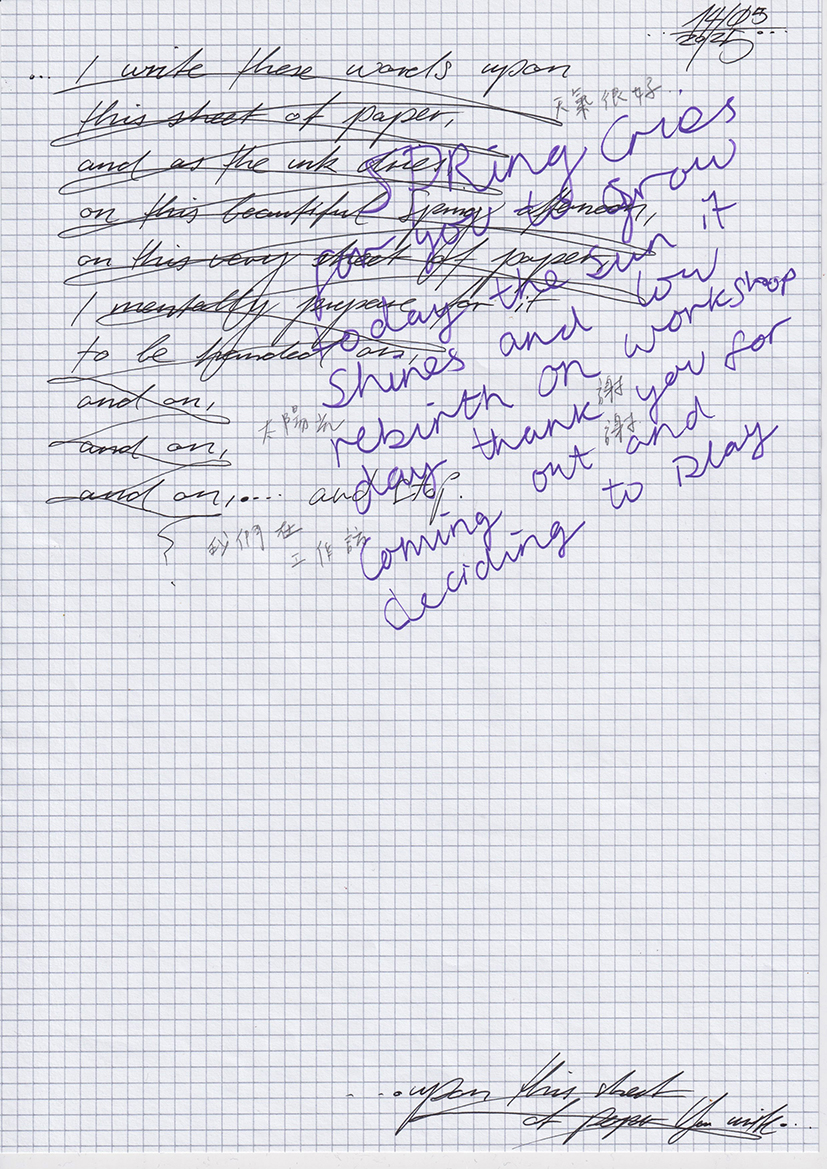 14/05
2025
... I write these words upon
this sheet of paper,
and as the ink dries
on this beautiful spring afternoon,
on this very sheet of paper
I mentally prepare for it
to be handed on,
and on,
and on,
and on,.... and
天氣很好..
SPRing Cries
for you to grow
today the sun it
shines and low
rebirth on workshop
day thank you for
Coming out and
deciding to Play
謝
謝
太陽
我們在
工作
....upon this sheet
of paper You write...